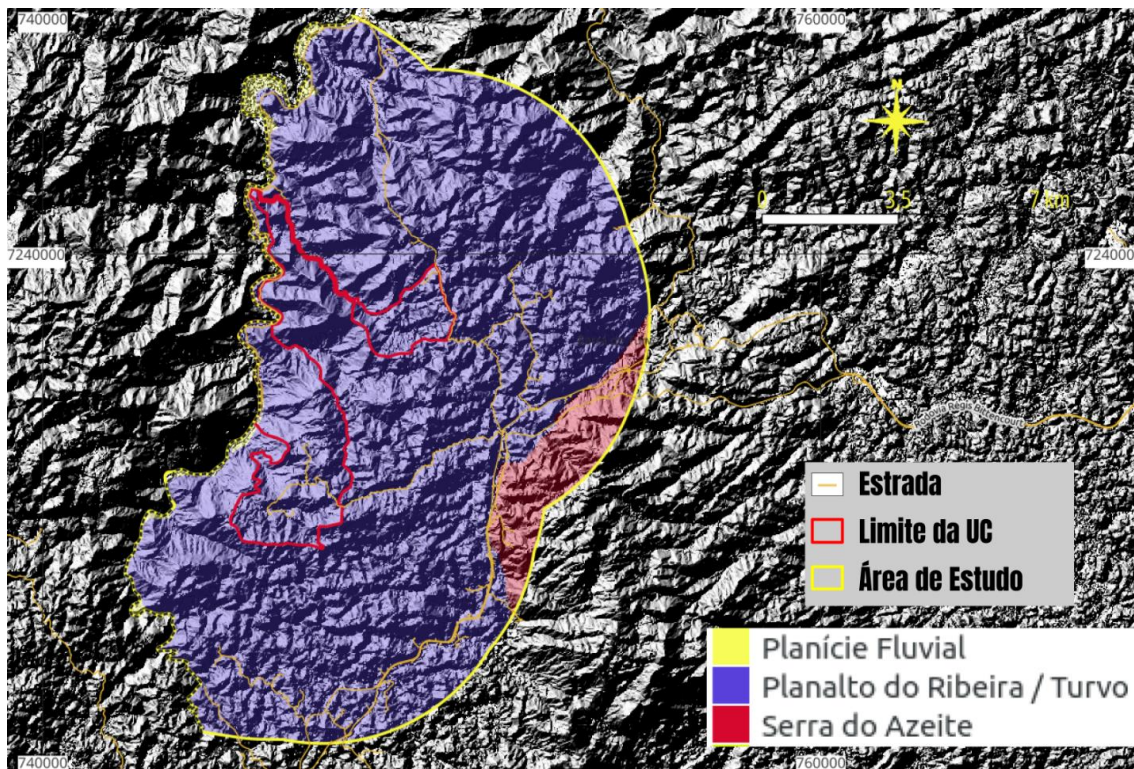 740000
760000
N
0 3,5 7 km
7240000
724000
Estrada
Limite da UC
Área de Estudo
Planície Fluvial
Planalto do Ribeira / Turvo
Serra do Azeite
740000
760000